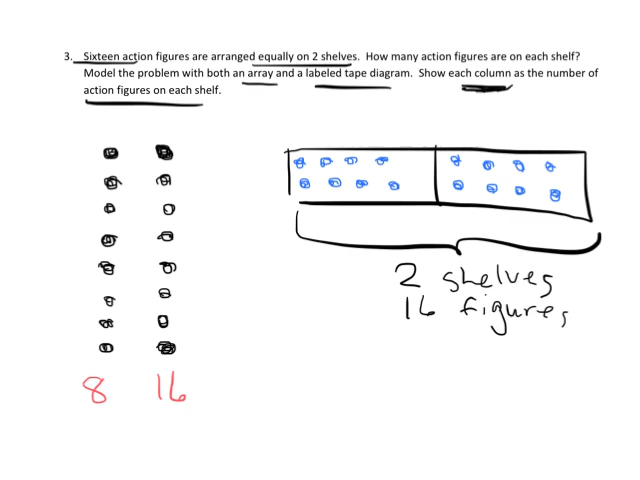 3. Sixteen action figures are arranged equally on 2 shelves. How many action figures are on each shelf?
Model the problem with both an array and a labeled tape diagram. Show each column as the number of
action figures on each shelf.
2 shelves
16 figures
8 16